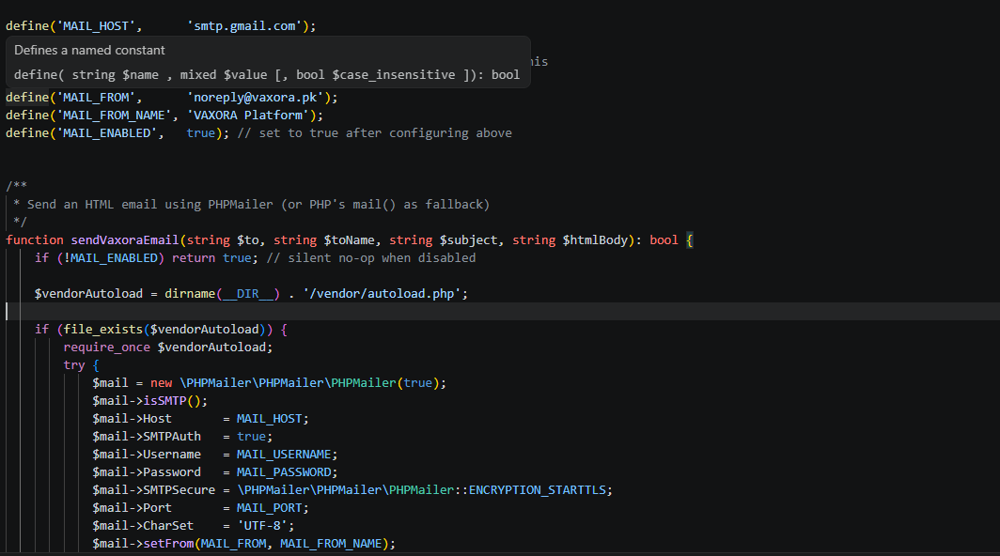 define('MAIL_HOST',      'smtp.gmail.com');
Defines a named constant
his
define( string $name , mixed $value [, bool $case_insensitive ]): bool
define('MAIL_FROM',      'noreply@vaxora.pk');
define('MAIL_FROM_NAME', 'VAXORA Platform');
define('MAIL_ENABLED',   true); // set to true after configuring above
/**
 * Send an HTML email using PHPMailer (or PHP's mail() as fallback)
 */
function sendVaxoraEmail(string $to, string $toName, string $subject, string $htmlBody): bool {
    if (!MAIL_ENABLED) return true; // silent no-op when disabled
    $vendorAutoload = dirname(__DIR__) . '/vendor/autoload.php';
    if (file_exists($vendorAutoload)) {
        require_once $vendorAutoload;
        try {
            $mail = new \PHPMailer\PHPMailer\PHPMailer(true);
            $mail->isSMTP();
            $mail->Host       = MAIL_HOST;
            $mail->SMTPAuth   = true;
            $mail->Username   = MAIL_USERNAME;
            $mail->Password   = MAIL_PASSWORD;
            $mail->SMTPSecure = \PHPMailer\PHPMailer\PHPMailer::ENCRYPTION_STARTTLS;
            $mail->Port       = MAIL_PORT;
            $mail->CharSet    = 'UTF-8';
            $mail->setFrom(MAIL_FROM, MAIL_FROM_NAME);